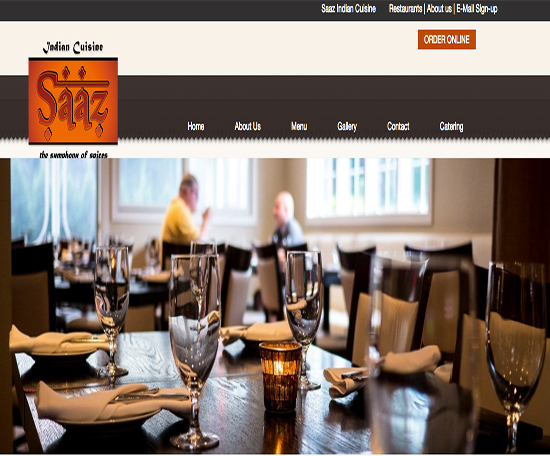 Saaz Indian Cuisine Restaurants | About us | E-Mail Sign-up
ORDER ONLINE
Indian Cuisine
Saaz
the symphony of spices
Home About Us Menu Gallery Contact Catering